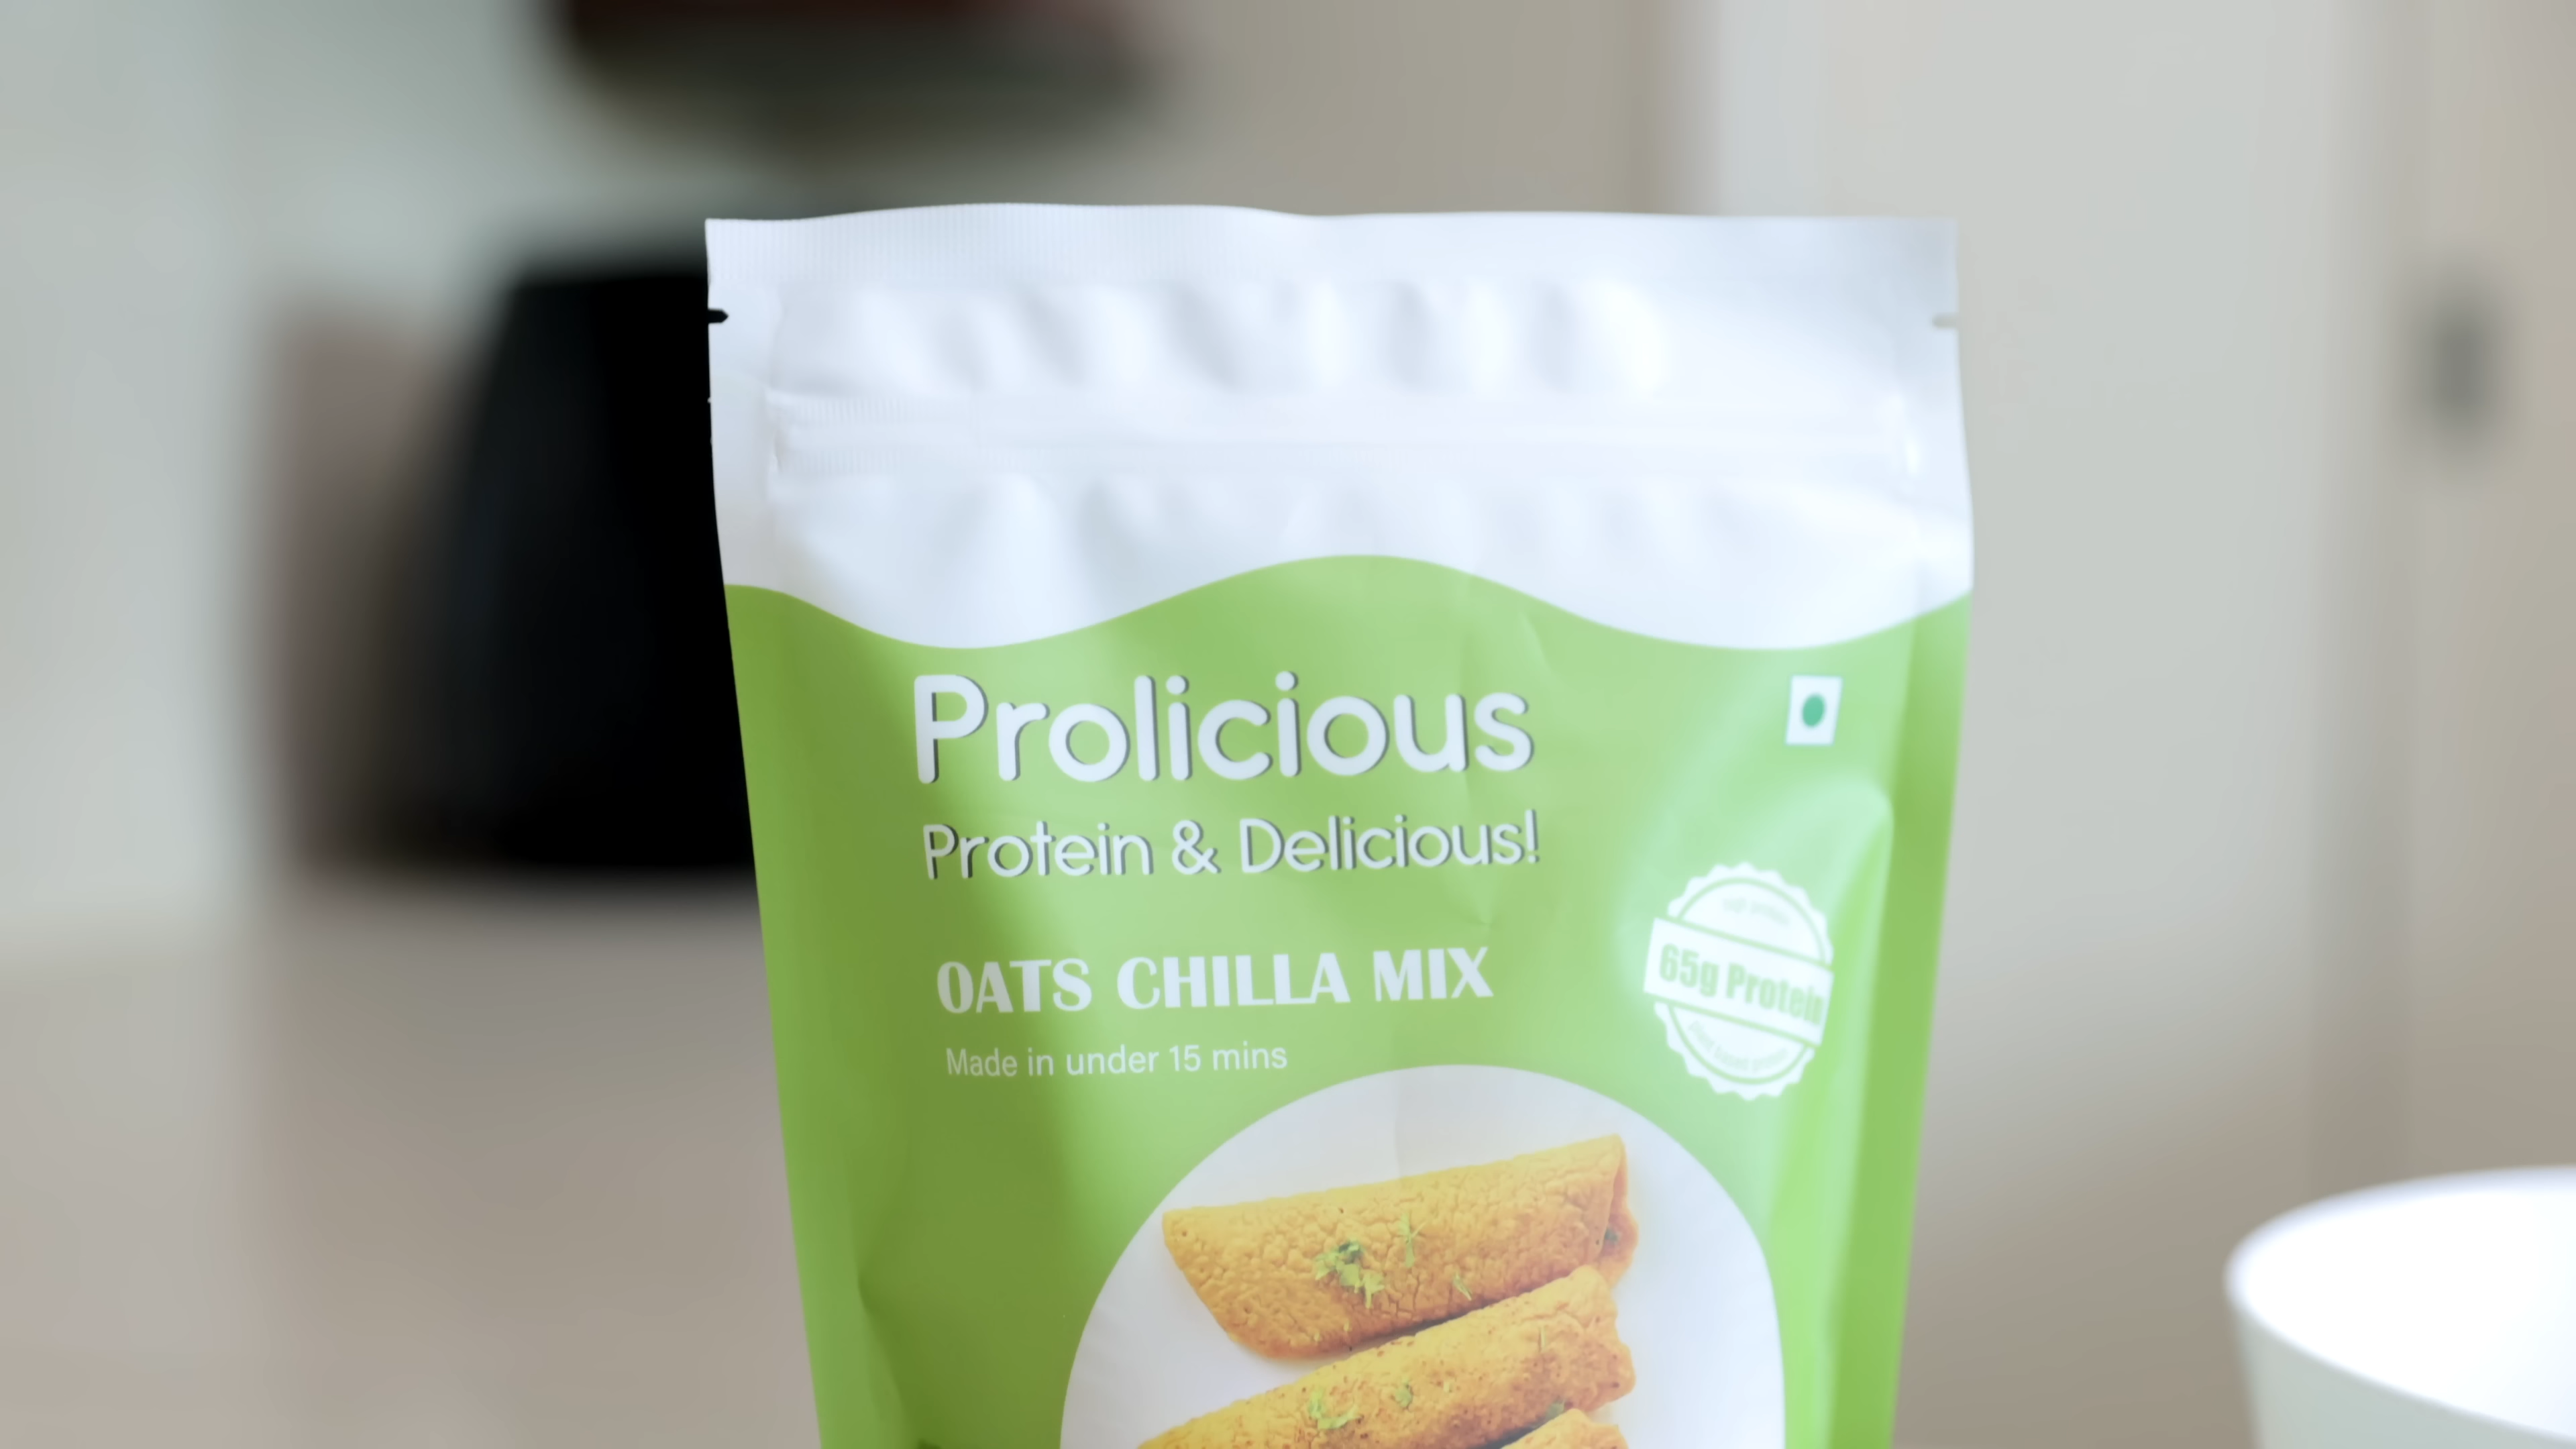 Prolicious
Protein & Delicious!
OATS CHILLA MIX
Made in under 15 mins
65g Protein